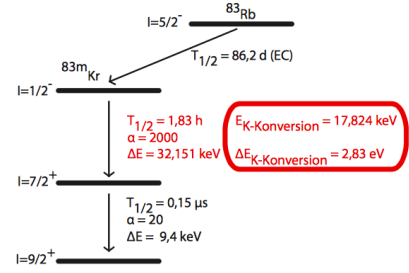 83Rb
I=5/2-
T1/2 = 86,2 d (EC)
83mKr
I=1/2-
T1/2 = 1,83 h
α = 2000
ΔE = 32,151 keV
EK-Konversion = 17,824 keV
ΔEK-Konversion = 2,83 eV
I=7/2+
T1/2 = 0,15 µs
α = 20
ΔE = 9,4 keV
I=9/2+